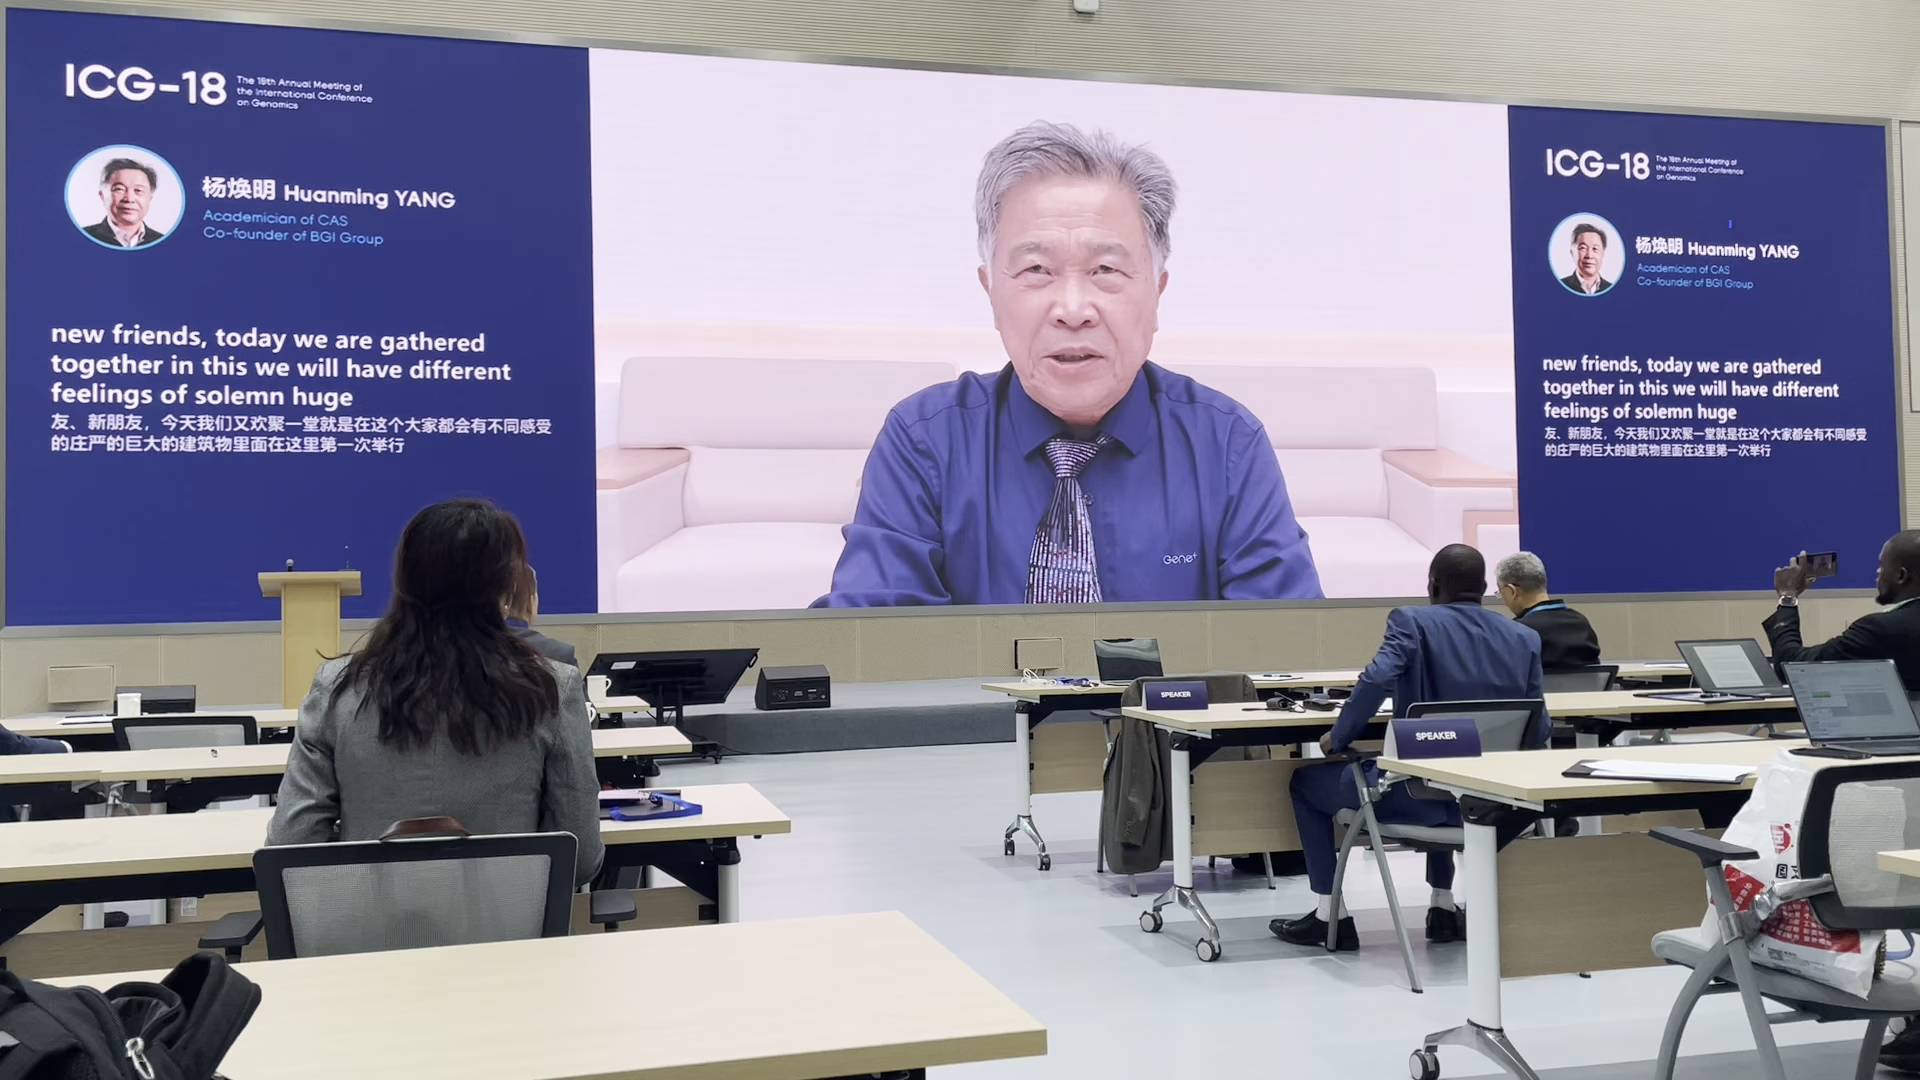 ICG-18
The 18th Annual Meeting of
the International Conference
on Genomics
杨焕明 Huanming YANG
Academician of CAS
Co-founder of BGI Group
new friends, today we are gathered
together in this we will have different
feelings of solemn huge
友、新朋友，今天我们又欢聚一堂就是在这个大家都会有不同感受
的庄严的巨大的建筑物里面在这里第一次举行
Gene+
ICG-18
The 18th Annual Meeting of
the International Conference
on Genomics
杨焕明 Huanming YANG
Academician of CAS
Co-founder of BGI Group
new friends, today we are gathered
together in this we will have different
feelings of solemn huge
友、新朋友，今天我们又欢聚一堂就是在这个大家都会有不同感受
的庄严的巨大的建筑物里面在这里第一次举行
SPEAKER
SPEAKER